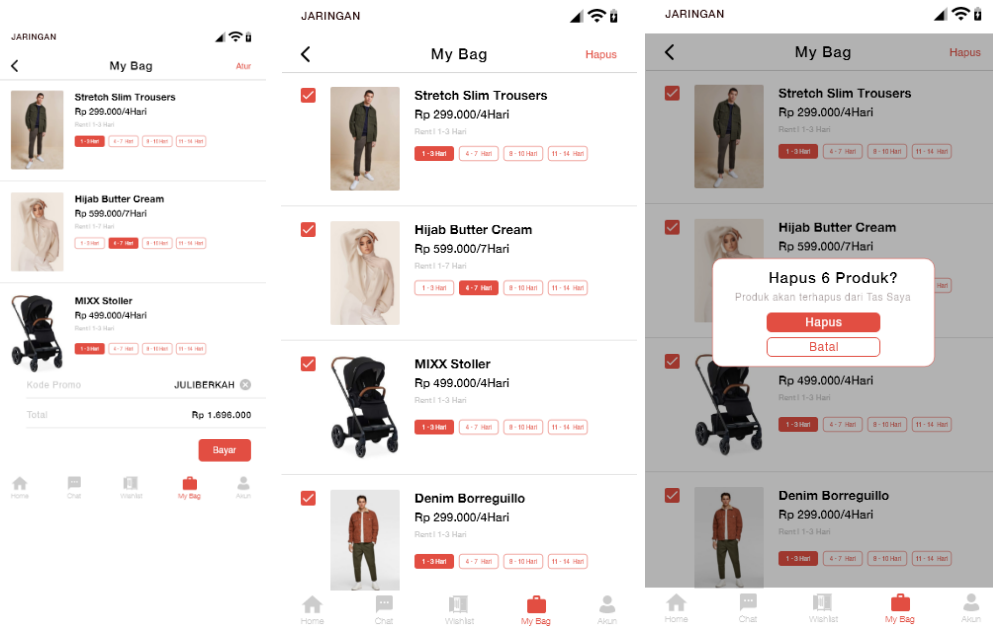 JARINGAN
My Bag
Atur
Stretch Slim Trousers
Rp 299.000/4Hari
Rent | 1-3 Hari
1 - 3 Hari 4 - 7 Hari 8 - 10 Hari 11 - 14 Hari
Hijab Butter Cream
Rp 599.000/7Hari
Rent | 1-7 Hari
1 - 3 Hari 4 - 7 Hari 8 - 10 Hari 11 - 14 Hari
MIXX Stoller
Rp 499.000/4Hari
Rent | 1-3 Hari
1 - 3 Hari 4 - 7 Hari 8 - 10 Hari 11 - 14 Hari
Kode Promo JULIBERKAH
Total Rp 1.696.000
Bayar
Home Chat Wishlist My Bag Akun
JARINGAN
My Bag
Hapus
Stretch Slim Trousers
Rp 299.000/4Hari
Rent | 1-3 Hari
1 - 3 Hari 4 - 7 Hari 8 - 10 Hari 11 - 14 Hari
Hijab Butter Cream
Rp 599.000/7Hari
Rent | 1-7 Hari
1 - 3 Hari 4 - 7 Hari 8 - 10 Hari 11 - 14 Hari
MIXX Stoller
Rp 499.000/4Hari
Rent | 1-3 Hari
1 - 3 Hari 4 - 7 Hari 8 - 10 Hari 11 - 14 Hari
Denim Borreguillo
Rp 299.000/4Hari
Rent | 1-3 Hari
1 - 3 Hari 4 - 7 Hari 8 - 10 Hari 11 - 14 Hari
Home Chat Wishlist My Bag Akun
JARINGAN
My Bag
Hapus
Stretch Slim Trousers
Rp 299.000/4Hari
Rent | 1-3 Hari
1 - 3 Hari 4 - 7 Hari 8 - 10 Hari 11 - 14 Hari
Hijab Butter Cream
Rp 599.000/7Hari
Hari
Hapus 6 Produk?
Produk akan terhapus dari Tas Saya
Hapus
Batal
Rp 499.000/4Hari
Rent | 1-3 Hari
1 - 3 Hari 4 - 7 Hari 8 - 10 Hari 11 - 14 Hari
Denim Borreguillo
Rp 299.000/4Hari
Rent | 1-3 Hari
1 - 3 Hari 4 - 7 Hari 8 - 10 Hari 11 - 14 Hari
Home Chat Wishlist My Bag Akun